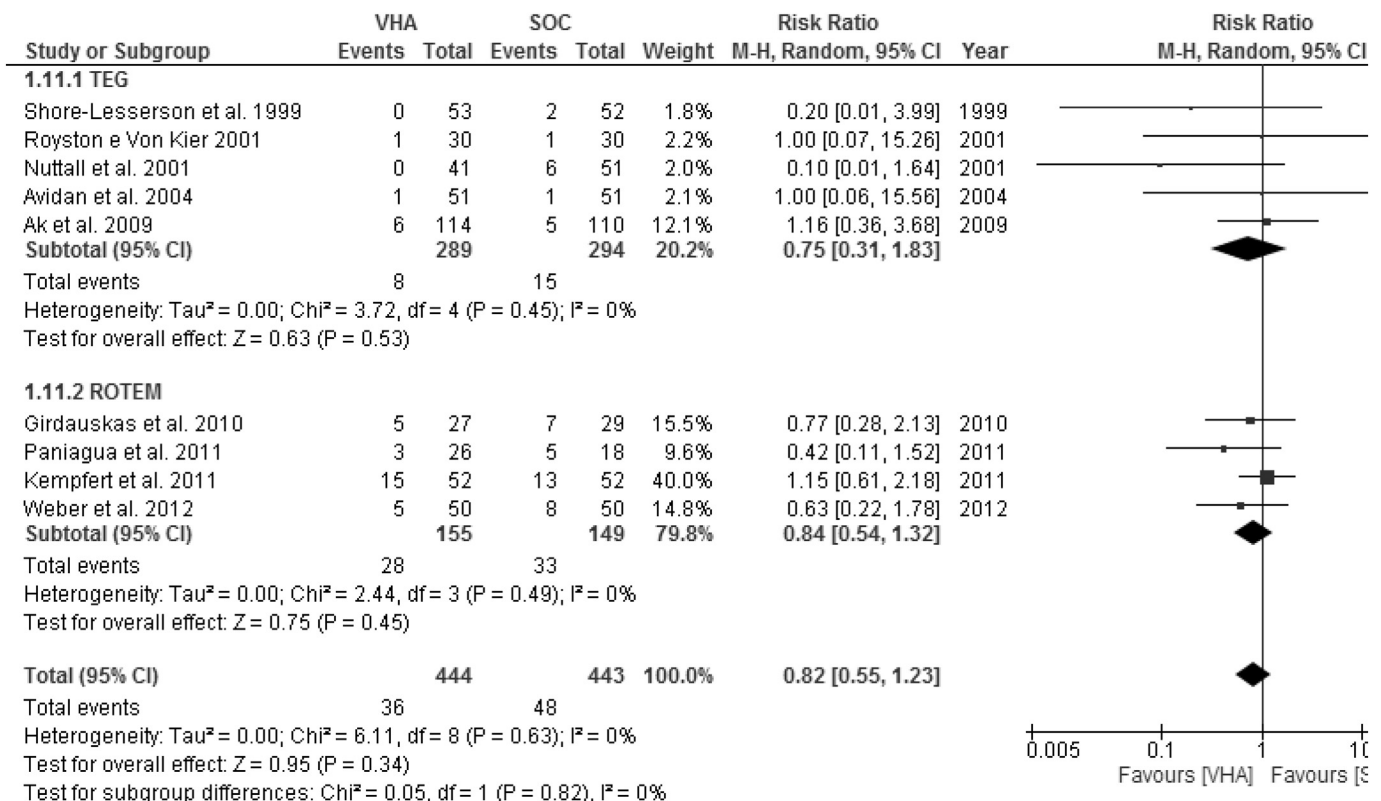 VHA SOC Risk Ratio Risk Ratio
Study or Subgroup Events Total Events Total Weight M-H, Random, 95% CI Year M-H, Random, 95% CI
1.11.1 TEG
Shore-Lesserson et al. 1999 0 53 2 52 1.8% 0.20 [0.01, 3.99] 1999
Royston e Von Kier 2001 1 30 1 30 2.2% 1.00 [0.07, 15.26] 2001
Nuttall et al. 2001 0 41 6 51 2.0% 0.10 [0.01, 1.64] 2001
Avidan et al. 2004 1 51 1 51 2.1% 1.00 [0.06, 15.56] 2004
Ak et al. 2009 6 114 5 110 12.1% 1.16 [0.36, 3.68] 2009
Subtotal (95% CI) 289 294 20.2% 0.75 [0.31, 1.83]
Total events 8 15
Heterogeneity: Tau² = 0.00; Chi² = 3.72, df = 4 (P = 0.45); I² = 0%
Test for overall effect: Z = 0.63 (P = 0.53)
1.11.2 ROTEM
Girdauskas et al. 2010 5 27 7 29 15.5% 0.77 [0.28, 2.13] 2010
Paniagua et al. 2011 3 26 5 18 9.6% 0.42 [0.11, 1.52] 2011
Kempfert et al. 2011 15 52 13 52 40.0% 1.15 [0.61, 2.18] 2011
Weber et al. 2012 5 50 8 50 14.8% 0.63 [0.22, 1.78] 2012
Subtotal (95% CI) 155 149 79.8% 0.84 [0.54, 1.32]
Total events 28 33
Heterogeneity: Tau² = 0.00; Chi² = 2.44, df = 3 (P = 0.49); I² = 0%
Test for overall effect: Z = 0.75 (P = 0.45)
Total (95% CI) 444 443 100.0% 0.82 [0.55, 1.23]
Total events 36 48
Heterogeneity: Tau² = 0.00; Chi² = 6.11, df = 8 (P = 0.63); I² = 0%
Test for overall effect: Z = 0.95 (P = 0.34)
Test for subgroup differences: Chi² = 0.05, df = 1 (P = 0.82), I² = 0%
0.005 0.1 1
Favours [VHA] Favours